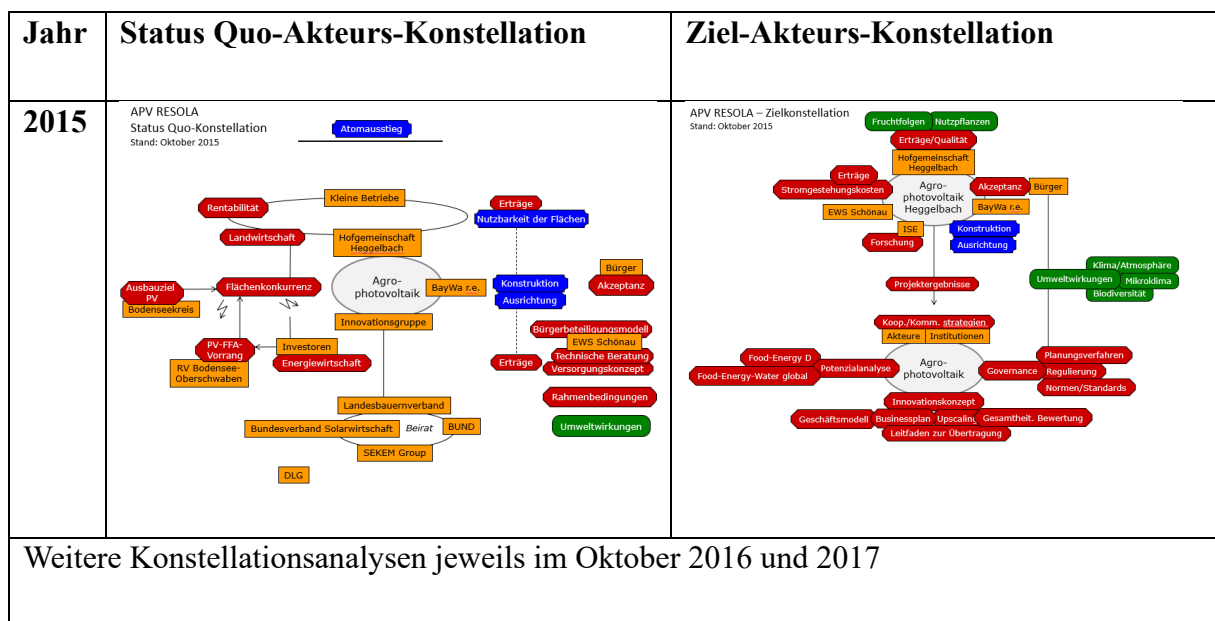 Jahr
Status Quo-Akteurs-Konstellation
Ziel-Akteurs-Konstellation
2015
APV RESOLA
Status Quo-Konstellation
Stand: Oktober 2015
Atomausstieg
Kleine Betriebe
Rentabilität
Landwirtschaft
Hofgemeinschaft
Heggelbach
Erträge
Nutzbarkeit der Flächen
Ausbauziel
PV
Bodenseekreis
Flächenkonkurrenz
Agro-
photovoltaik
BayWa r.e.
Konstruktion
Ausrichtung
Bürger
Akzeptanz
Innovationsgruppe
PV-FFA-
Vorrang
RV Bodensee-
Oberschwaben
Investoren
Energiewirtschaft
Erträge
Bürgerbeteiligungsmodell
EWS Schönau
Technische Beratung
Versorgungskonzept
Rahmenbedingungen
Umweltwirkungen
Landesbauernverband
Bundesverband Solarwirtschaft
Beirat
BUND
SEKEM Group
DLG
APV RESOLA – Zielkonstellation
Stand: Oktober 2015
Fruchtfolgen
Nutzpflanzen
Erträge/Qualität
Hofgemeinschaft
Heggelbach
Erträge
Stromgestehungskosten
Agro-
photovoltaik
Heggelbach
Akzeptanz
Bürger
EWS Schönau
BayWa r.e.
ISE
Forschung
Konstruktion
Ausrichtung
Klima/Atmosphäre
Umweltwirkungen
Mikroklima
Biodiversität
Projektergebnisse
Koop./Komm. strategien
Akteure
Institutionen
Food-Energy D
Food-Energy-Water global
Potenzialanalyse
Agro-
photovoltaik
Governance
Planungsverfahren
Regulierung
Normen/Standards
Innovationskonzept
Geschäftsmodell
Businessplan
Upscaling
Gesamtheit. Bewertung
Leitfaden zur Übertragung
Weitere Konstellationsanalysen jeweils im Oktober 2016 und 2017